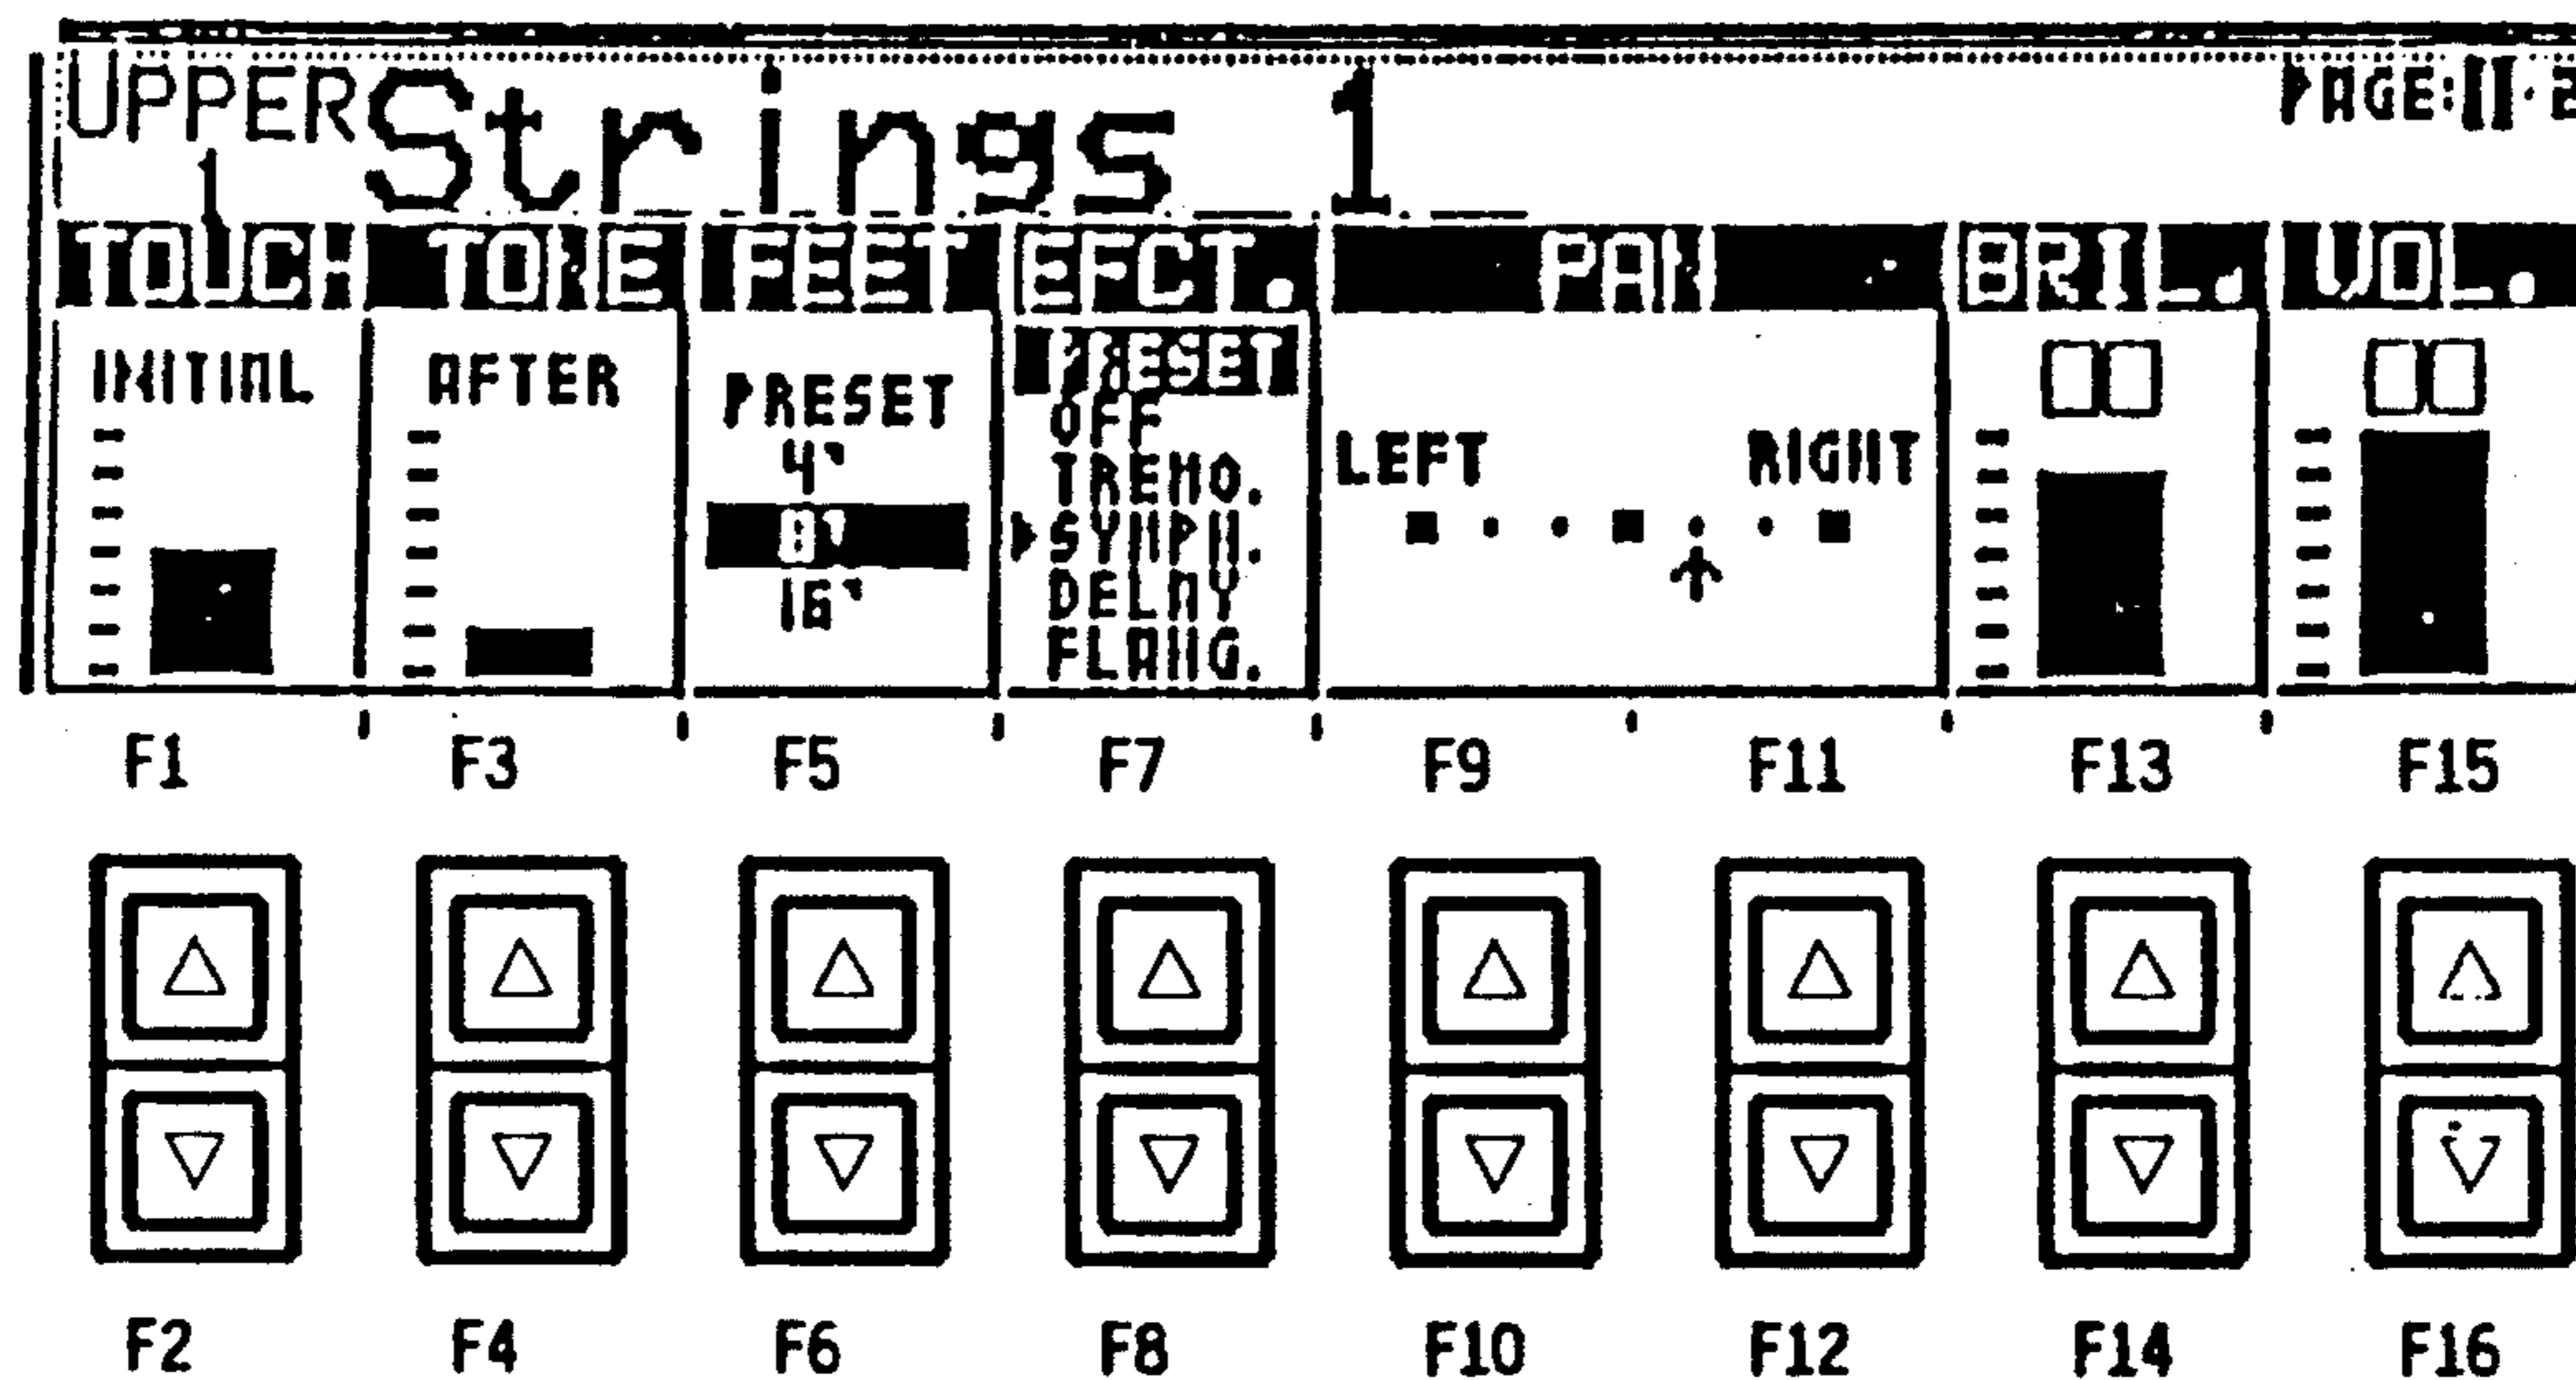 UPPER Strings 1
1
TOUCH TONE FEET EFCT. PAN BRIL. VOL.
INITIAL AFTER PRESET PRESET
4' OFF
8' TREMO.
16' SYMPH.
DELAY
FLANG.
LEFT RIGHT
F1 F3 F5 F7 F9 F11 F13 F15
F2 F4 F6 F8 F10 F12 F14 F16